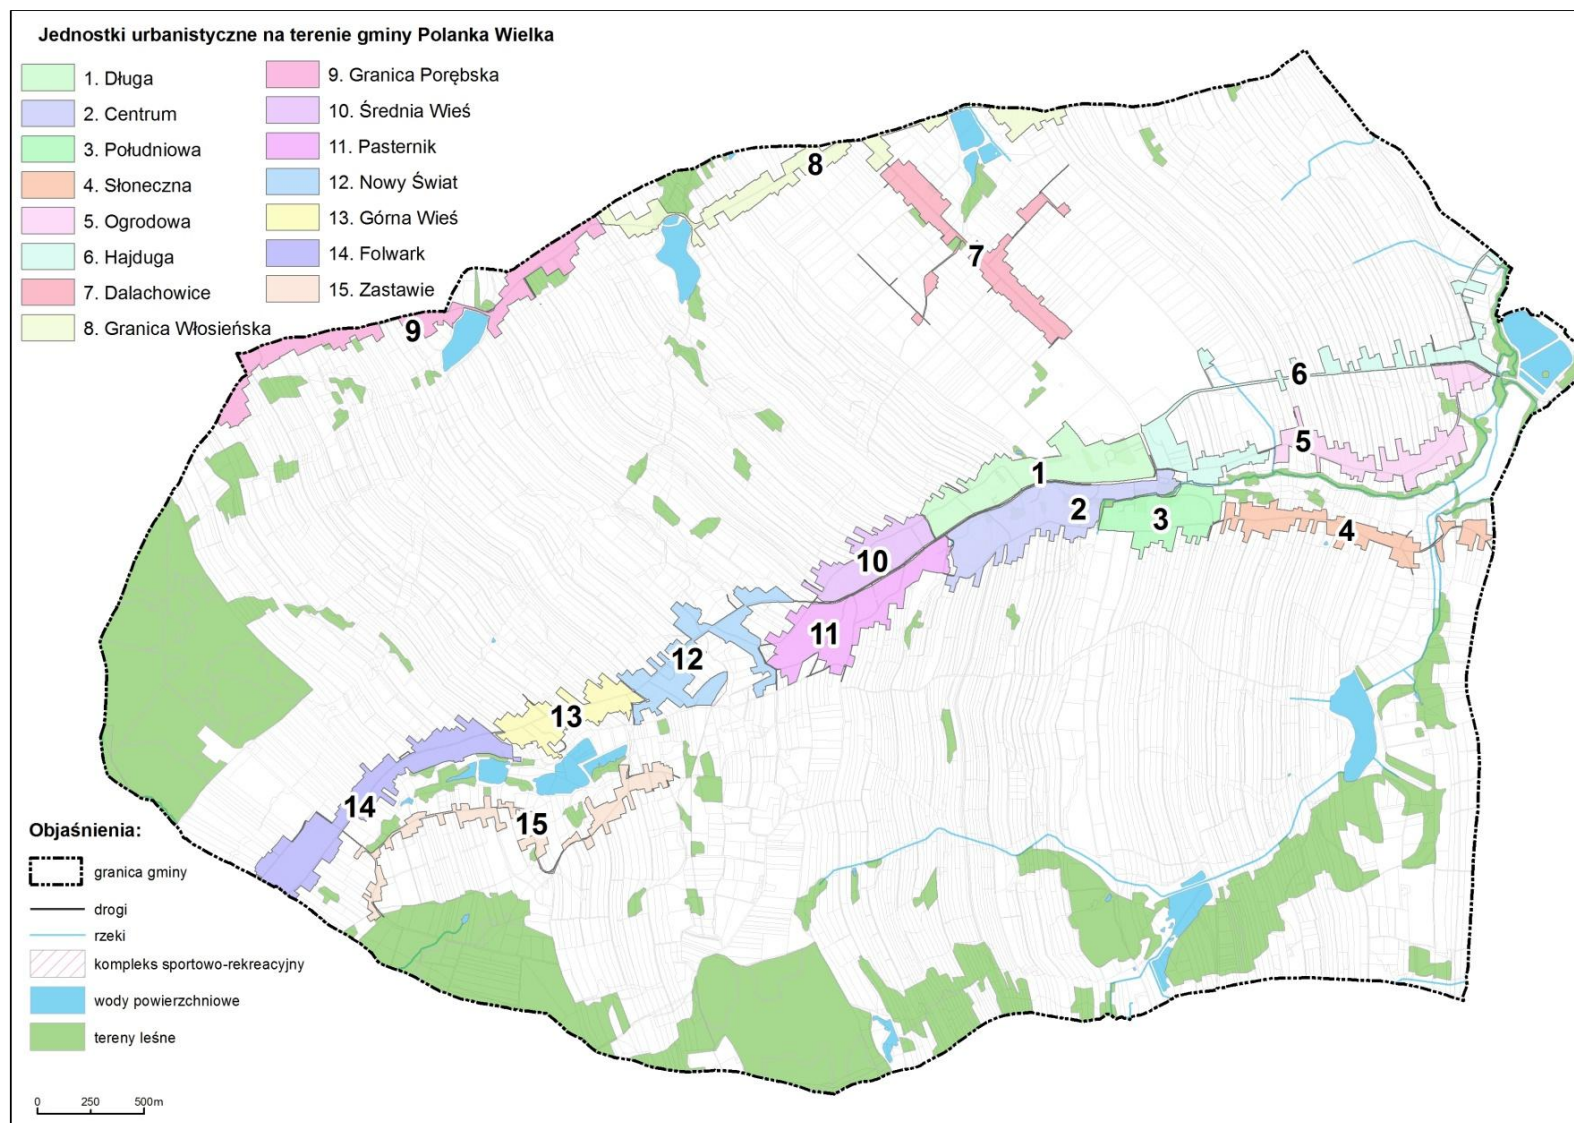 Jednostki urbanistyczne na terenie gminy Polanka Wielka
1. Długa
2. Centrum
3. Południowa
4. Słoneczna
5. Ogrodowa
6. Hajduga
7. Dalachowice
8. Granica Włosieńska
9. Granica Porębska
10. Średnia Wieś
11. Pasternik
12. Nowy Świat
13. Górna Wieś
14. Folwark
15. Zastawie
8
7
9
6
5
1
2
3
4
10
11
12
13
14
15
Objaśnienia:
granica gminy
drogi
rzeki
kompleks sportowo-rekreacyjny
wody powierzchniowe
tereny leśne
0 250 500m